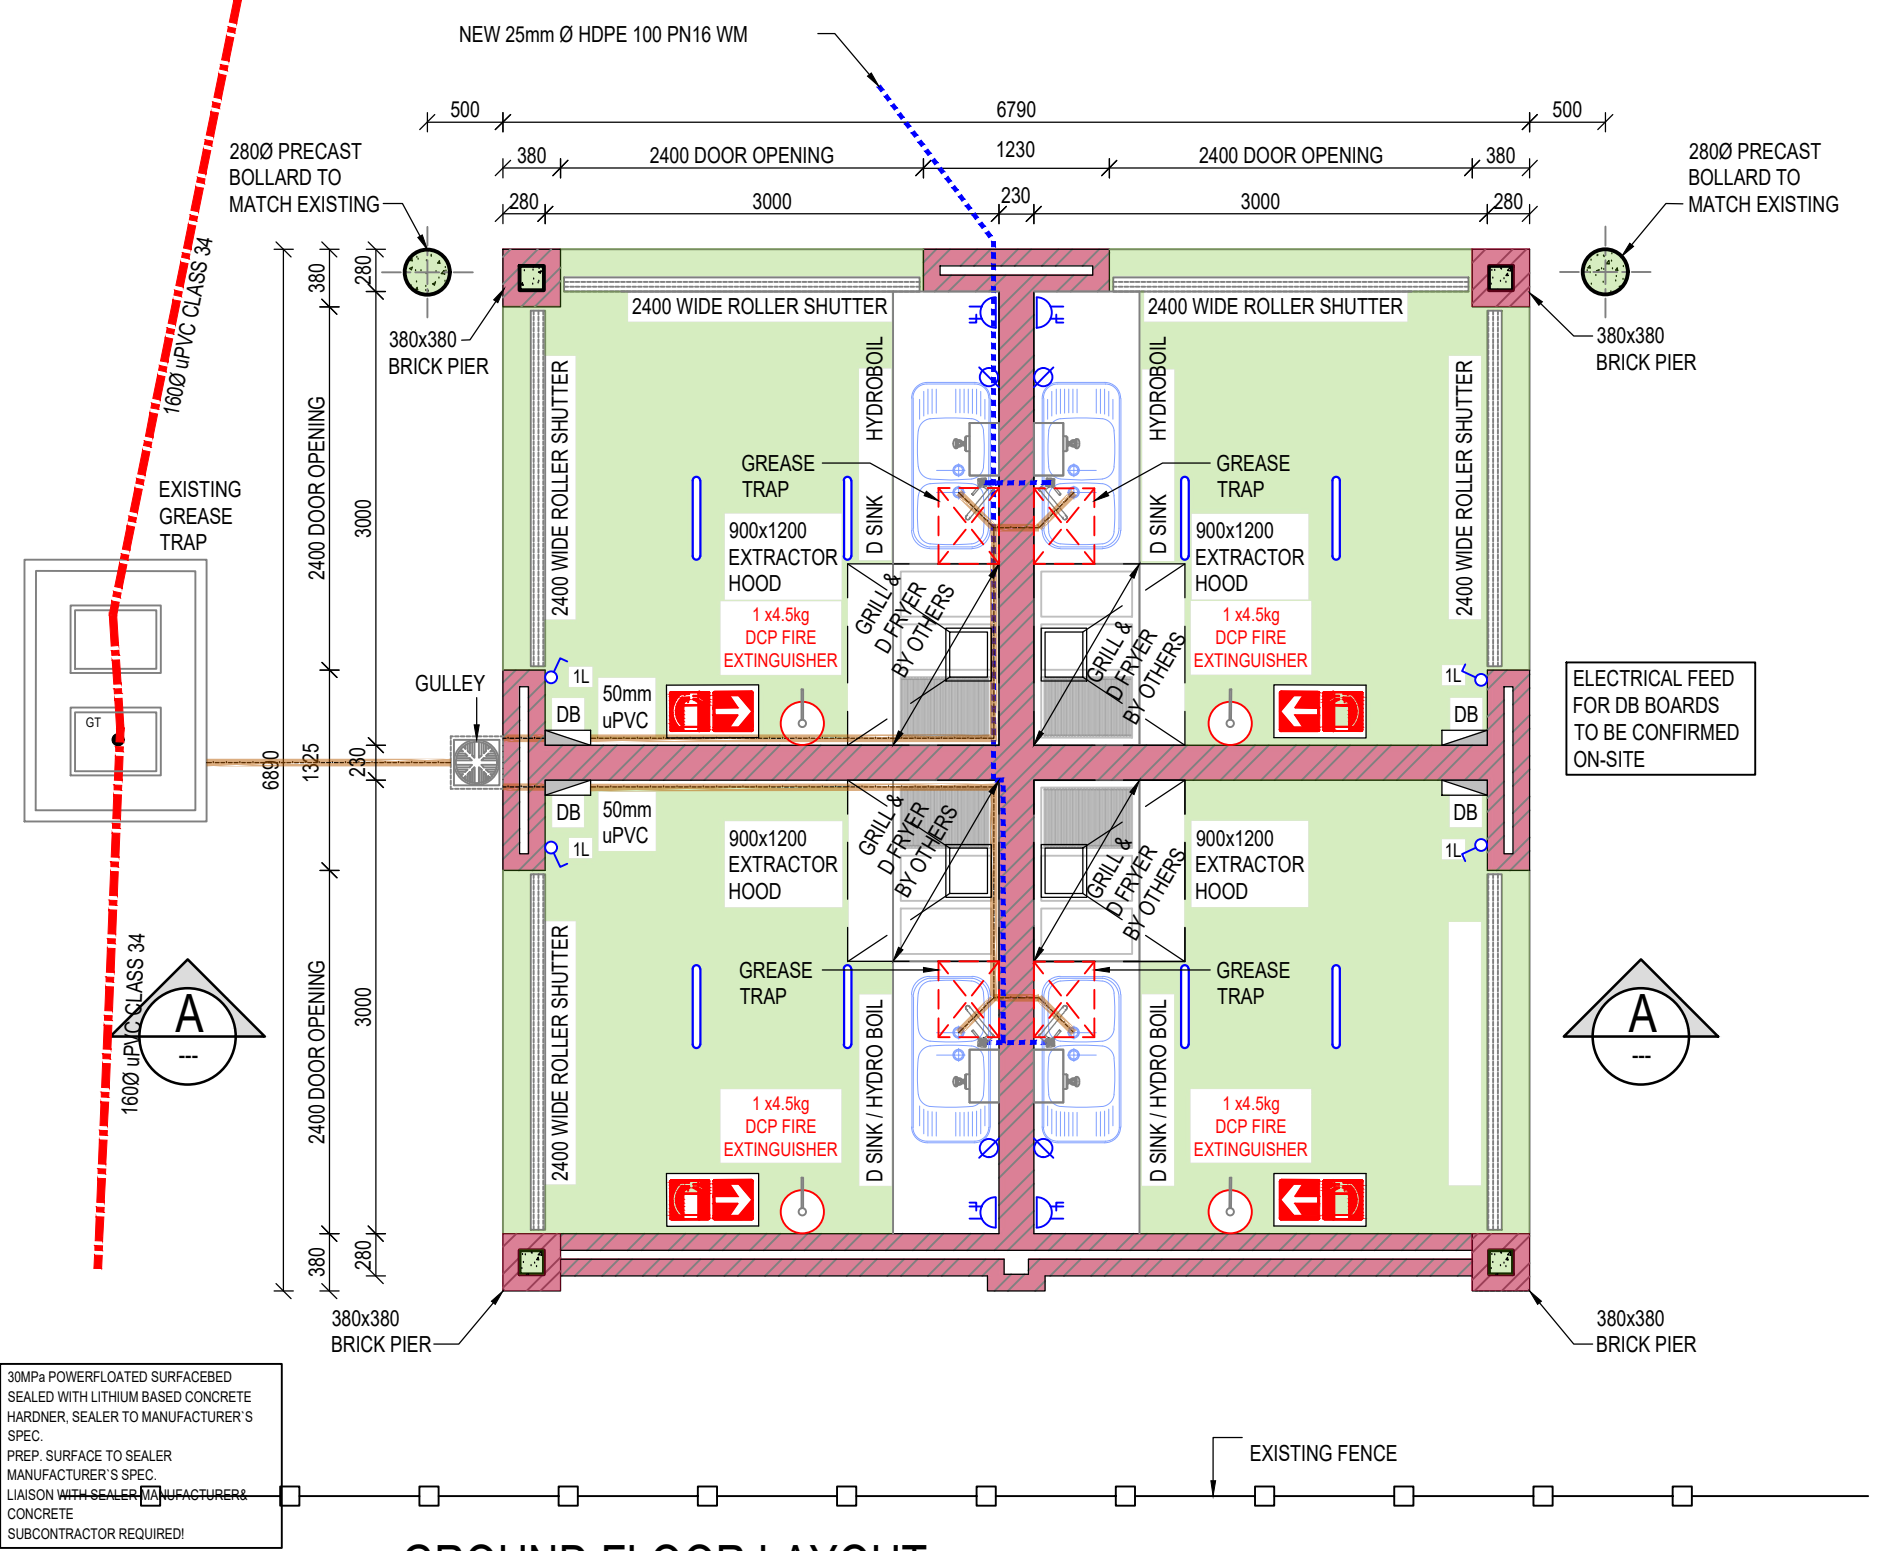 NEW 25mm Ø HDPE 100 PN16 WM
500
6790
500
280Ø PRECAST
BOLLARD TO
MATCH EXISTING
380
2400 DOOR OPENING
1230
2400 DOOR OPENING
380
280Ø PRECAST
BOLLARD TO
MATCH EXISTING
280
3000
230
3000
280
160Ø uPVC CLASS 34
380
280
2400 WIDE ROLLER SHUTTER
2400 WIDE ROLLER SHUTTER
380x380
BRICK PIER
380x380
BRICK PIER
2400 DOOR OPENING
3000
2400 WIDE ROLLER SHUTTER
HYDROBOIL
D SINK
HYDROBOIL
D SINK
2400 WIDE ROLLER SHUTTER
EXISTING
GREASE
TRAP
GREASE
TRAP
GREASE
TRAP
900x1200
EXTRACTOR
HOOD
900x1200
EXTRACTOR
HOOD
GRILL &
D FRYER
BY OTHERS
GRILL &
D FRYER
BY OTHERS
1 x4.5kg
DCP FIRE
EXTINGUISHER
1 x4.5kg
DCP FIRE
EXTINGUISHER
GULLEY
1L
50mm
uPVC
DB
1L
DB
ELECTRICAL FEED
FOR DB BOARDS
TO BE CONFIRMED
ON-SITE
GT
6890
1325
230
DB
50mm
uPVC
1L
DB
1L
900x1200
EXTRACTOR
HOOD
GRILL &
D FRYER
BY OTHERS
GRILL &
D FRYER
BY OTHERS
900x1200
EXTRACTOR
HOOD
160Ø uPVC CLASS 34
A
---
2400 DOOR OPENING
3000
2400 WIDE ROLLER SHUTTER
GREASE
TRAP
GREASE
TRAP
D SINK / HYDRO BOIL
D SINK / HYDRO BOIL
A
---
1 x4.5kg
DCP FIRE
EXTINGUISHER
1 x4.5kg
DCP FIRE
EXTINGUISHER
380
280
380x380
BRICK PIER
380x380
BRICK PIER
30MPa POWERFLOATED SURFACEBED
SEALED WITH LITHIUM BASED CONCRETE
HARDNER, SEALER TO MANUFACTURER`S
SPEC.
PREP. SURFACE TO SEALER
MANUFACTURER`S SPEC.
LIAISON WITH SEALER MANUFACTURER&
CONCRETE
SUBCONTRACTOR REQUIRED!
EXISTING FENCE
GROUND FLOOR LAYOUT